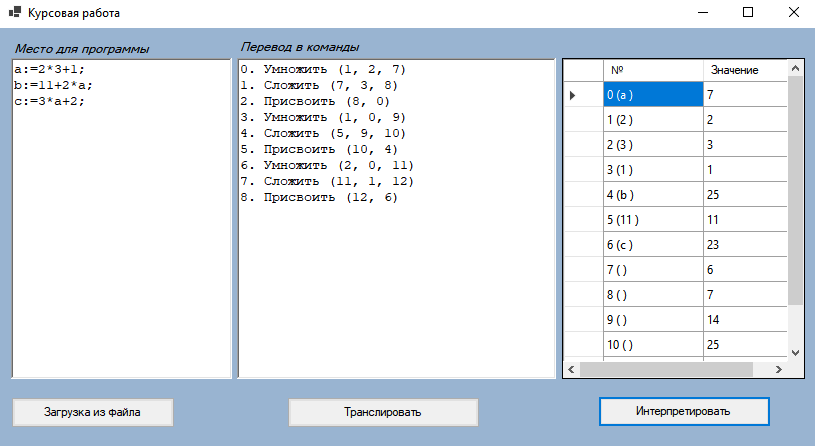 Курсовая работа
Место для программы
a:=2*3+1;
b:=11+2*a;
c:=3*a+2;
Перевод в команды
0. Умножить (1, 2, 7)
1. Сложить (7, 3, 8)
2. Присвоить (8, 0)
3. Умножить (1, 0, 9)
4. Сложить (5, 9, 10)
5. Присвоить (10, 4)
6. Умножить (2, 0, 11)
7. Сложить (11, 1, 12)
8. Присвоить (12, 6)
№ Значение
0 (a ) 7
1 (2 ) 2
2 (3 ) 3
3 (1 ) 1
4 (b ) 25
5 (11 ) 11
6 (c ) 23
7 ( ) 6
8 ( ) 7
9 ( ) 14
10 ( ) 25
Загрузка из файла
Транслировать
Интерпретировать